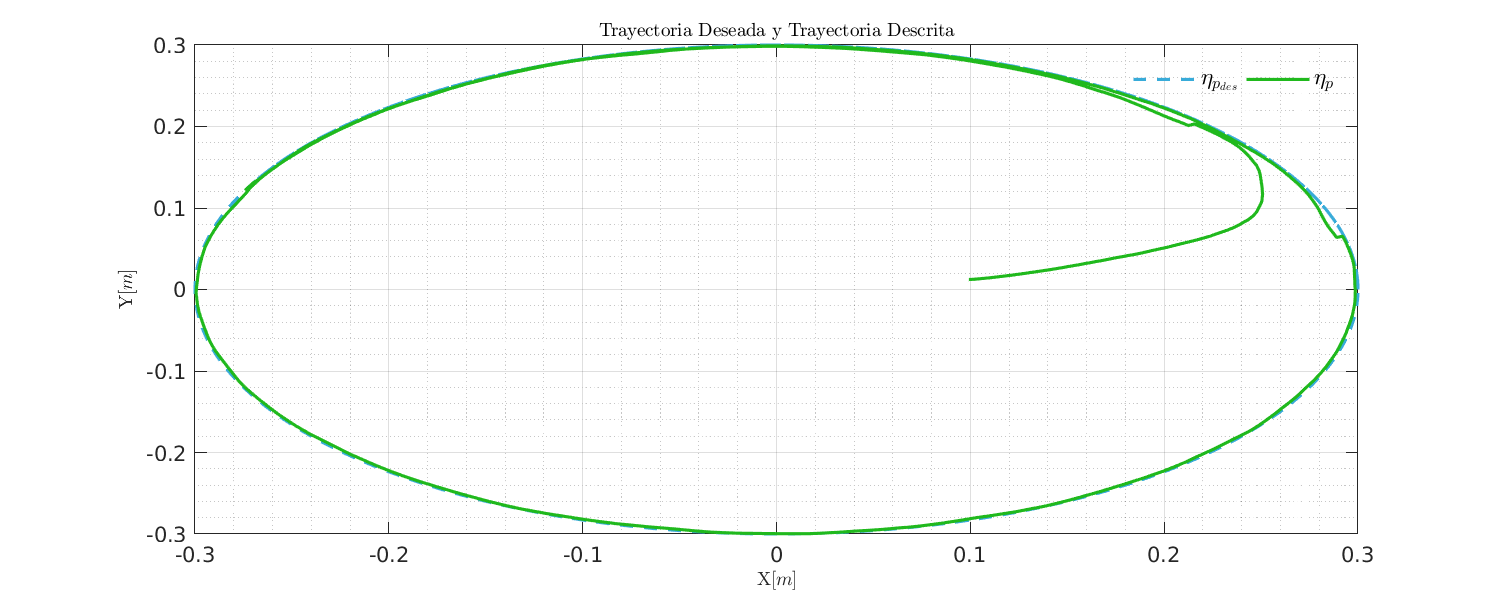 Trayectoria Deseada y Trayectoria Descrita
η_{p_{des}} η_p
0.3
0.2
0.1
0
-0.1
-0.2
-0.3
Y[m]
-0.3 -0.2 -0.1 0 0.1 0.2 0.3
X[m]